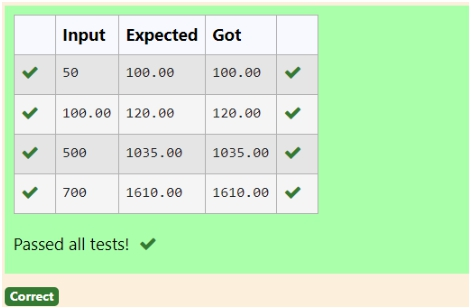 Input Expected Got
50 100.00 100.00
100.00 120.00 120.00
500 1035.00 1035.00
700 1610.00 1610.00
Passed all tests!
Correct